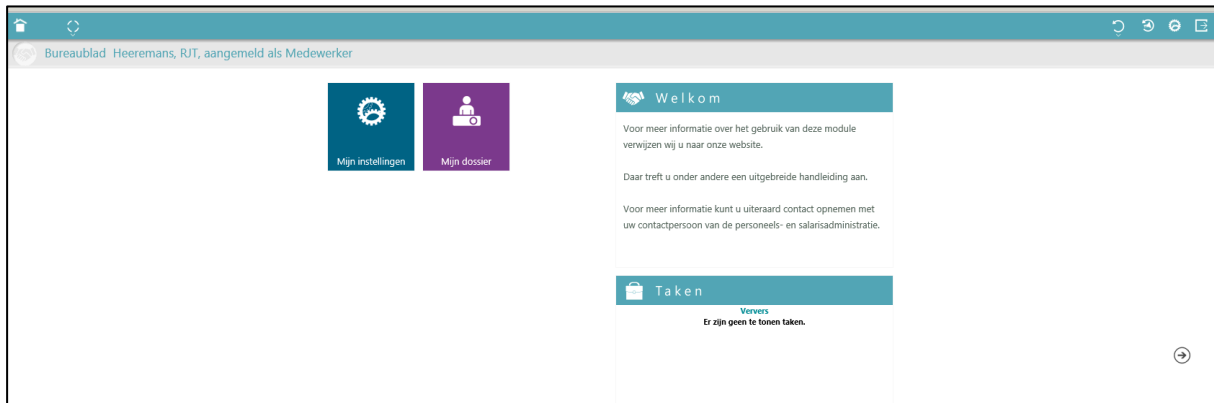 Bureaublad Heeremans, RJT, aangemeld als Medewerker
Mijn instellingen
Mijn dossier
Welkom
Voor meer informatie over het gebruik van deze module
verwijzen wij u naar onze website.
Daar treft u onder andere een uitgebreide handleiding aan.
Voor meer informatie kunt u uiteraard contact opnemen met
uw contactpersoon van de personeels- en salarisadministratie.
Taken
Ververs
Er zijn geen te tonen taken.